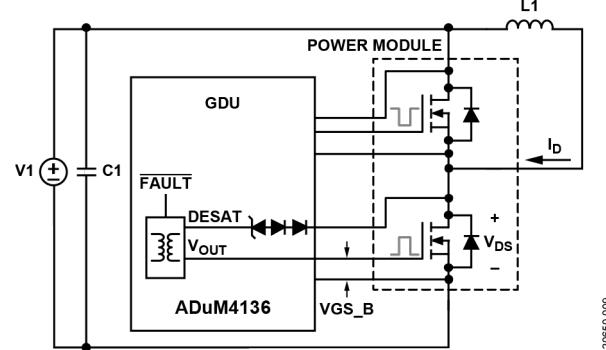 L1
POWER MODULE
GDU
I_D
V1
C1
FAULT
DESAT
V_OUT
+
V_DS
−
ADuM4136
VGS_B